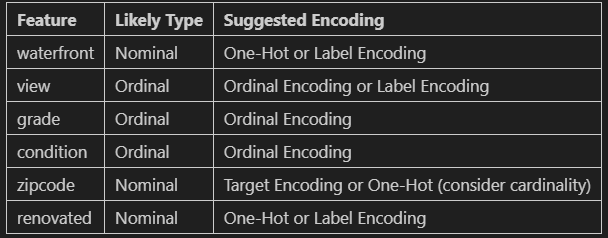 Feature Likely Type Suggested Encoding
waterfront Nominal One-Hot or Label Encoding
view Ordinal Ordinal Encoding or Label Encoding
grade Ordinal Ordinal Encoding
condition Ordinal Ordinal Encoding
zipcode Nominal Target Encoding or One-Hot (consider cardinality)
renovated Nominal One-Hot or Label Encoding